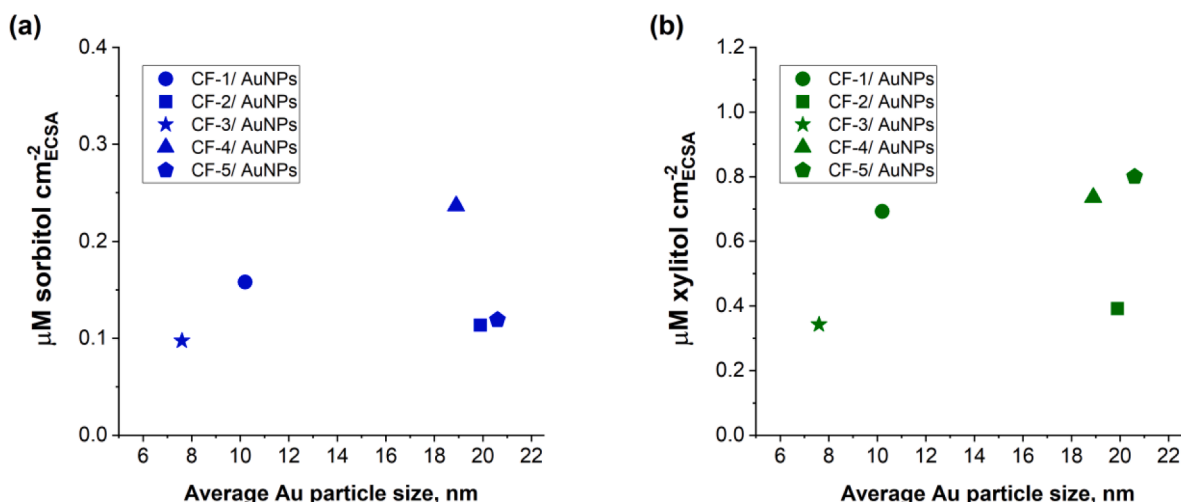 (a)
μM sorbitol cm⁻²ECSA
0.4
0.3
0.2
0.1
0.0
CF-1/ AuNPs
CF-2/ AuNPs
CF-3/ AuNPs
CF-4/ AuNPs
CF-5/ AuNPs
6 8 10 12 14 16 18 20 22
Average Au particle size, nm
(b)
μM xylitol cm⁻²ECSA
1.2
1.0
0.8
0.6
0.4
0.2
0.0
CF-1/ AuNPs
CF-2/ AuNPs
CF-3/ AuNPs
CF-4/ AuNPs
CF-5/ AuNPs
6 8 10 12 14 16 18 20 22
Average Au particle size, nm